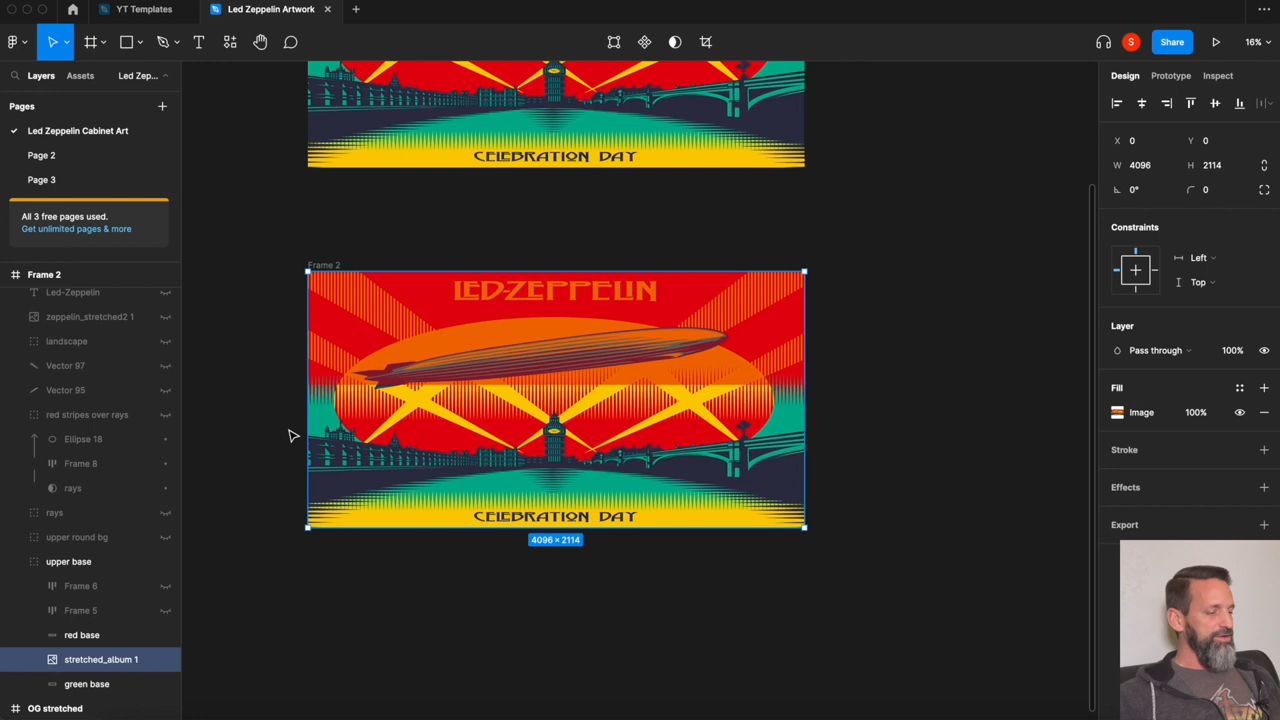 YT Templates
Led Zeppelin Artwork
S
Share
16%
Layers
Assets
Led Zep...
Design
Prototype
Inspect
Pages
Led Zeppelin Cabinet Art
Page 2
Page 3
All 3 free pages used.
Get unlimited pages & more
Frame 2
Led-Zeppelin
zeppelin_stretched2 1
landscape
Vector 97
Vector 95
red stripes over rays
Ellipse 18
Frame 8
rays
rays
upper round bg
upper base
Frame 6
Frame 5
red base
stretched_album 1
green base
OG stretched
CELEBRATION DAY
Frame 2
LED-ZEPPELIN
CELEBRATION DAY
4096 × 2114
X 0
Y 0
W 4096
H 2114
0°
0
Constraints
Left
Top
Layer
Pass through
100%
Fill
Image
100%
Stroke
Effects
Export